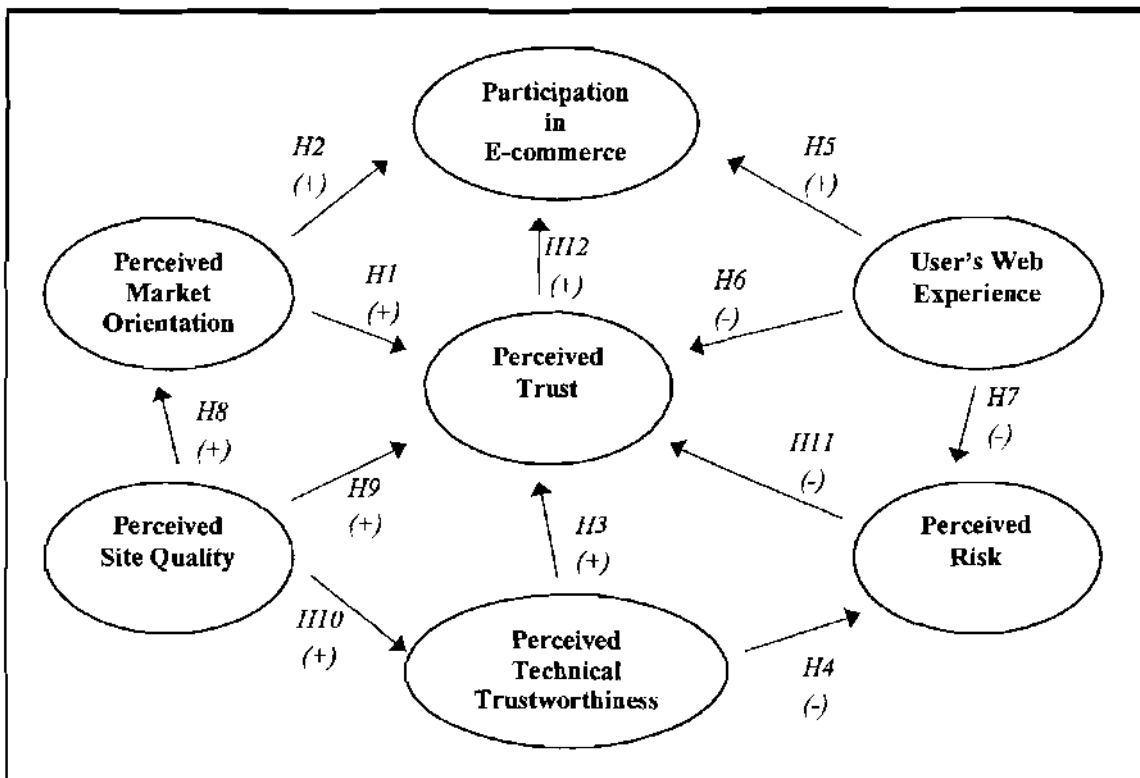 Participation
in
E-commerce
H2
(+)
H5
(+)
Perceived
Market
Orientation
H1
(+)
H12
(+)
H6
(-)
User's Web
Experience
Perceived
Trust
H8
(+)
H7
(-)
H9
(+)
H11
(-)
Perceived
Site Quality
H3
(+)
Perceived
Risk
H10
(+)
Perceived
Technical
Trustworthiness
H4
(-)